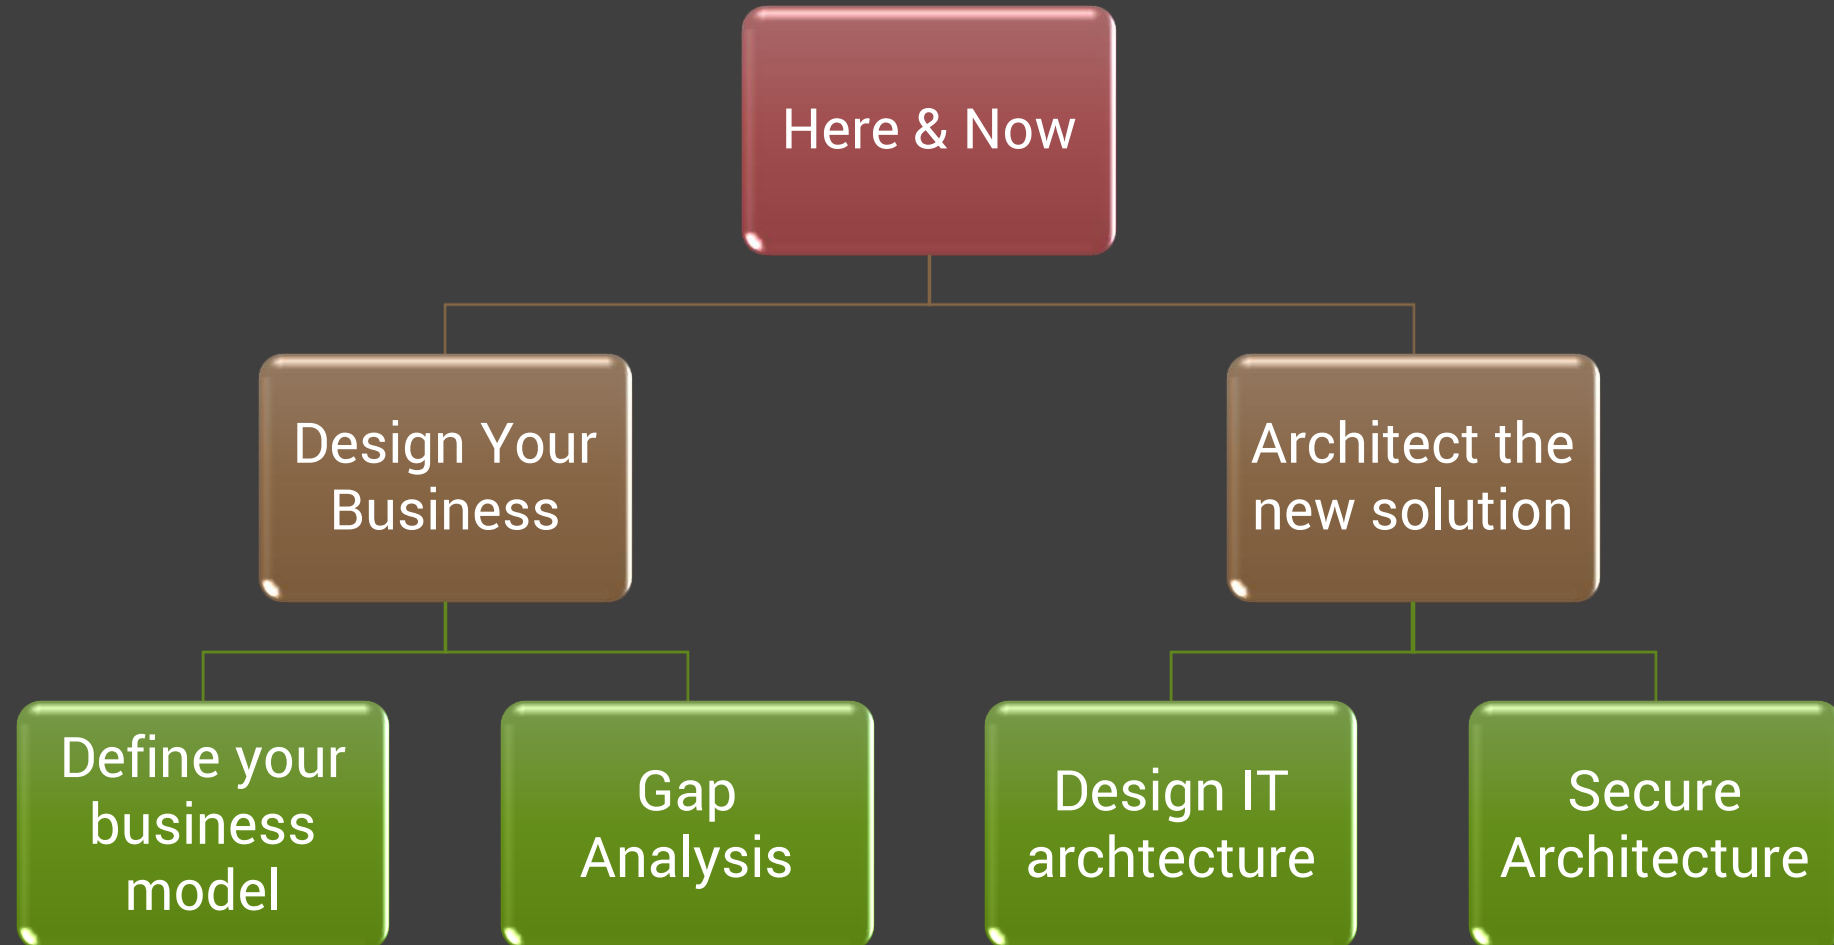 Here & Now
Design Your
Business
Architect the
new solution
Define your
business
model
Gap
Analysis
Design IT
archtecture
Secure
Architecture